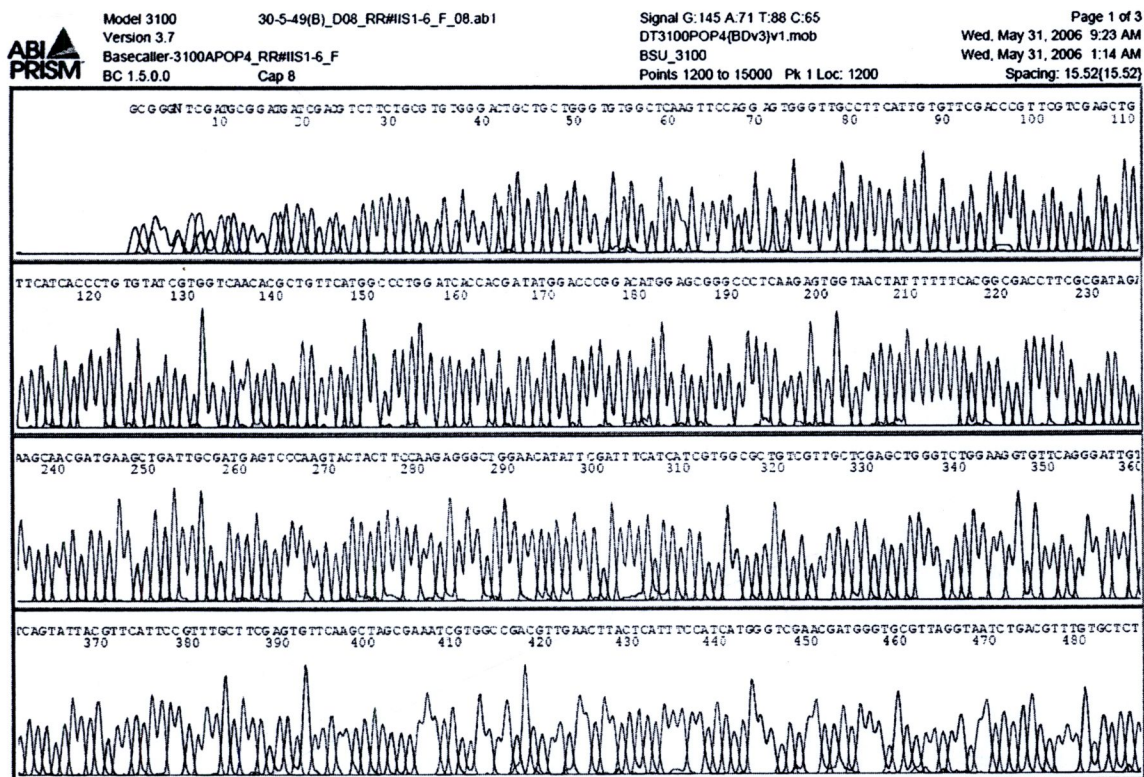 ABI PRISM
Model 3100
Version 3.7
Basecaller-3100APOP4_RR#IIS1-6_F
BC 1.5.0.0 Cap 8
30-5-49(B)_D08_RR#IIS1-6_F_08.ab1
Signal G:145 A:71 T:88 C:65
DT3100POP4{BDv3}v1.mob
BSU_3100
Points 1200 to 15000 Pk 1 Loc: 1200
Page 1 of 3
Wed, May 31, 2006 9:23 AM
Wed, May 31, 2006 1:14 AM
Spacing: 15.52{15.52}
GCGGGNTCGATGCGGATGATCGAAGTCTTCTGCGTGTGGGATTGCTGCTGGGTGTGGCTCAAGTTCCAGGAGTGGGTTGCCTTCATTGTGTTCGACCCGTTCGTCGAGCTG
10 20 30 40 50 60 70 80 90 100 110
TTCATCACCCTGTGTATCGTGGTCAACACGCTGTTCATGGCCCTGGATCACCACGATATGGACCCGGACATGGAGCGGGCCCTCAAGAGTGGTAACTATTTTTTCACGGCGACCTTCGCGATAGA
120 130 140 150 160 170 180 190 200 210 220 230
AAGCAACGATGAAGCTGATTGCGATGAGTCCCAAGTACTACTTCCAAGAGGGCTGGAACATATTCGATTTCATCATCGTGGCGCTGTCGTTGCTCGAGCTGGGTCTGGAAGGTGTTCAGGGATTGT
240 250 260 270 280 290 300 310 320 330 340 350 360
TCAGTATTACGTTCATTCCGTTTGCTTCGAGTGTTCAAGCTAGCGAAATCGTGGCCGACGTTGAACTTACTCATTTCCATCATGGGTCGAACGATGGGTGCGTTAGGTAATCTGACGTTTGTGCTCT
370 380 390 400 410 420 430 440 450 460 470 480